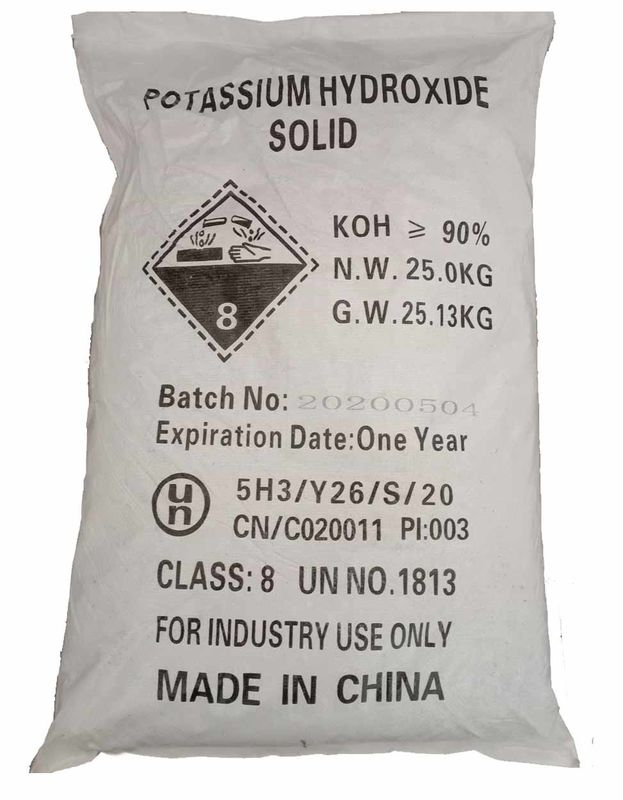 POTASSIUM HYDROXIDE
SOLID
KOH ≥ 90%
N.W. 25.0KG
G.W. 25.13KG
8
Batch No: 20200504
Expiration Date:One Year
un
5H3/Y26/S/20
CN/C020011 PI:003
CLASS: 8 UN NO.1813
FOR INDUSTRY USE ONLY
MADE IN CHINA